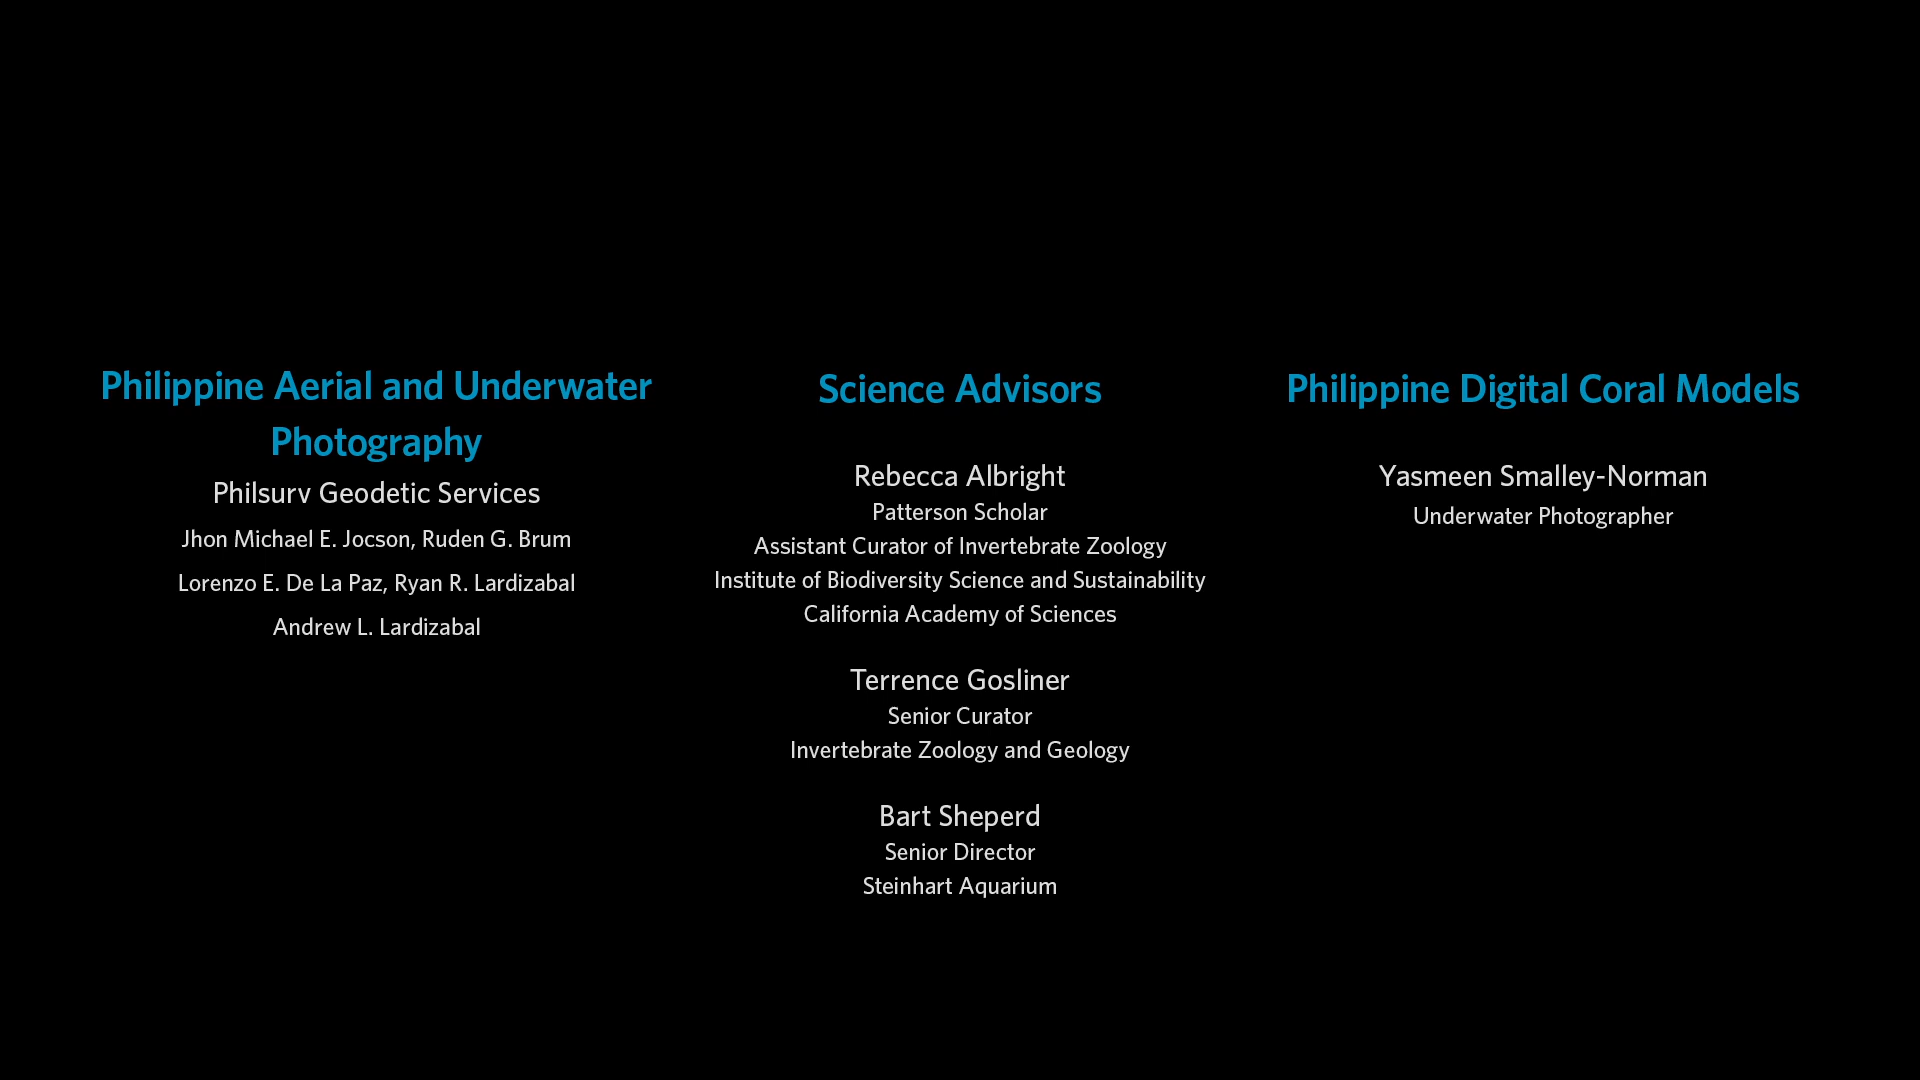 Philippine Aerial and Underwater
Photography
Philsurv Geodetic Services
Jhon Michael E. Jocson, Ruden G. Brum
Lorenzo E. De La Paz, Ryan R. Lardizabal
Andrew L. Lardizabal
Science Advisors
Rebecca Albright
Patterson Scholar
Assistant Curator of Invertebrate Zoology
Institute of Biodiversity Science and Sustainability
California Academy of Sciences
Terrence Gosliner
Senior Curator
Invertebrate Zoology and Geology
Bart Sheperd
Senior Director
Steinhart Aquarium
Philippine Digital Coral Models
Yasmeen Smalley-Norman
Underwater Photographer